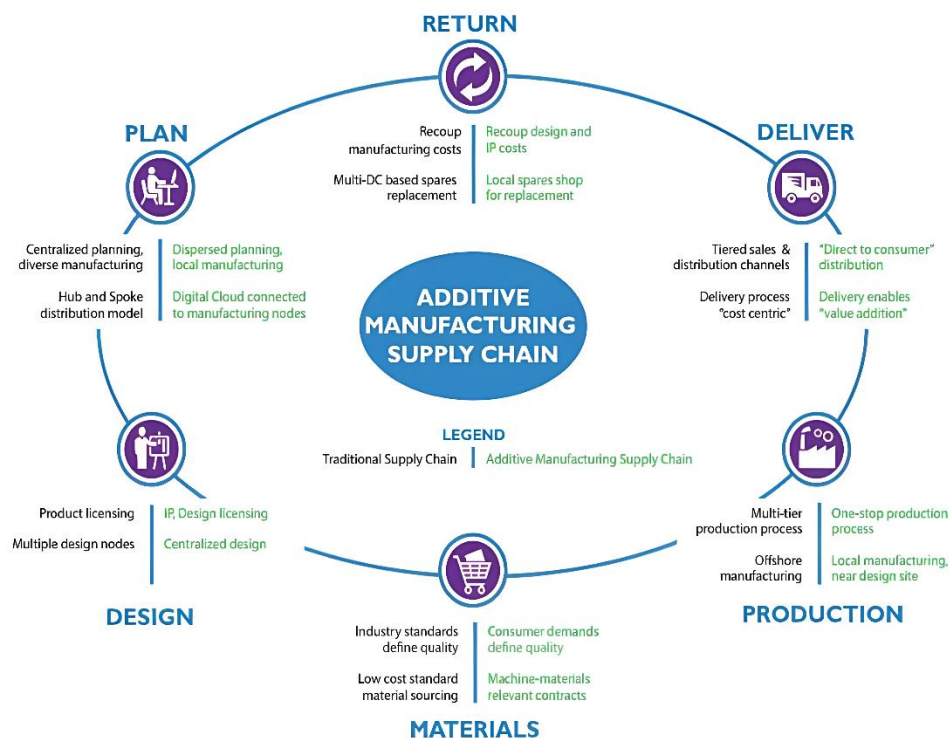 RETURN
Recoup
manufacturing costs
Recoup design and
IP costs
Multi-DC based spares
replacement
Local spares shop
for replacement
PLAN
Centralized planning,
diverse manufacturing
Dispersed planning,
local manufacturing
Hub and Spoke
distribution model
Digital Cloud connected
to manufacturing nodes
DELIVER
Tiered sales &
distribution channels
"Direct to consumer"
distribution
Delivery process
"cost centric"
Delivery enables
"value addition"
ADDITIVE
MANUFACTURING
SUPPLY CHAIN
LEGEND
Traditional Supply Chain
Additive Manufacturing Supply Chain
Product licensing
IP, Design licensing
Multiple design nodes
Centralized design
DESIGN
Multi-tier
production process
One-stop production
process
Offshore
manufacturing
Local manufacturing,
near design site
PRODUCTION
Industry standards
define quality
Consumer demands
define quality
Low cost standard
material sourcing
Machine-materials
relevant contracts
MATERIALS